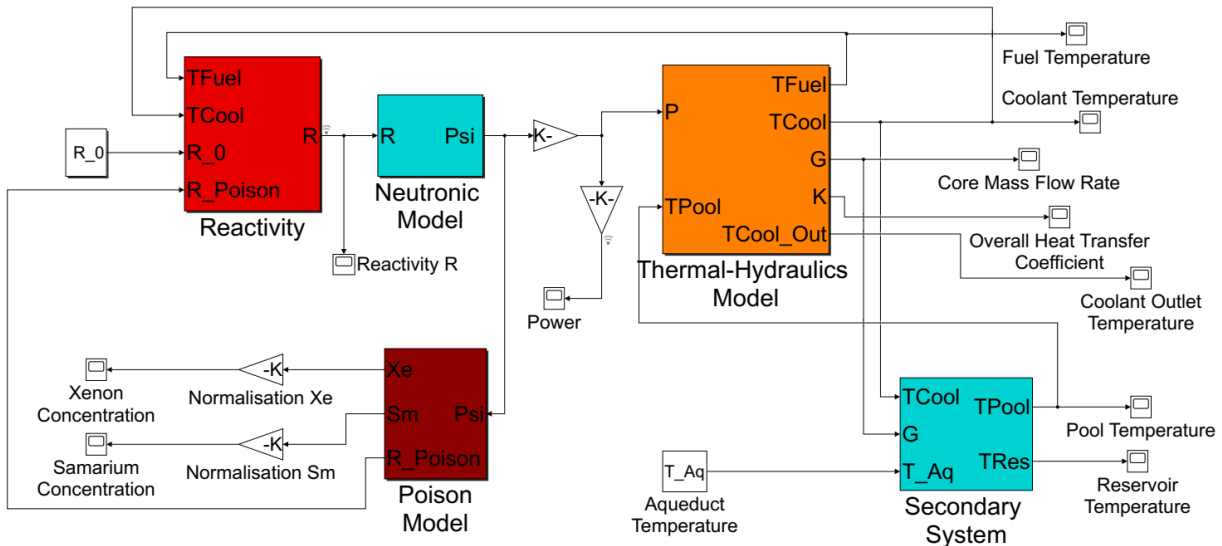 TFuel
TCool
R_0
R_0
R_Poison
R
Reactivity
R
Psi
Neutronic
Model
K-
-K-
Reactivity R
Power
P
TPool
TFuel
TCool
G
K
TCool_Out
Thermal-Hydraulics
Model
Fuel Temperature
Coolant Temperature
Core Mass Flow Rate
Overall Heat Transfer
Coefficient
Coolant Outlet
Temperature
Xenon
Concentration
-K
Normalisation Xe
Samarium
Concentration
-K
Normalisation Sm
Xe
Sm
Psi
R_Poison
Poison
Model
T_Aq
Aqueduct
Temperature
TCool
G
T_Aq
TPool
TRes
Secondary
System
Pool Temperature
Reservoir
Temperature